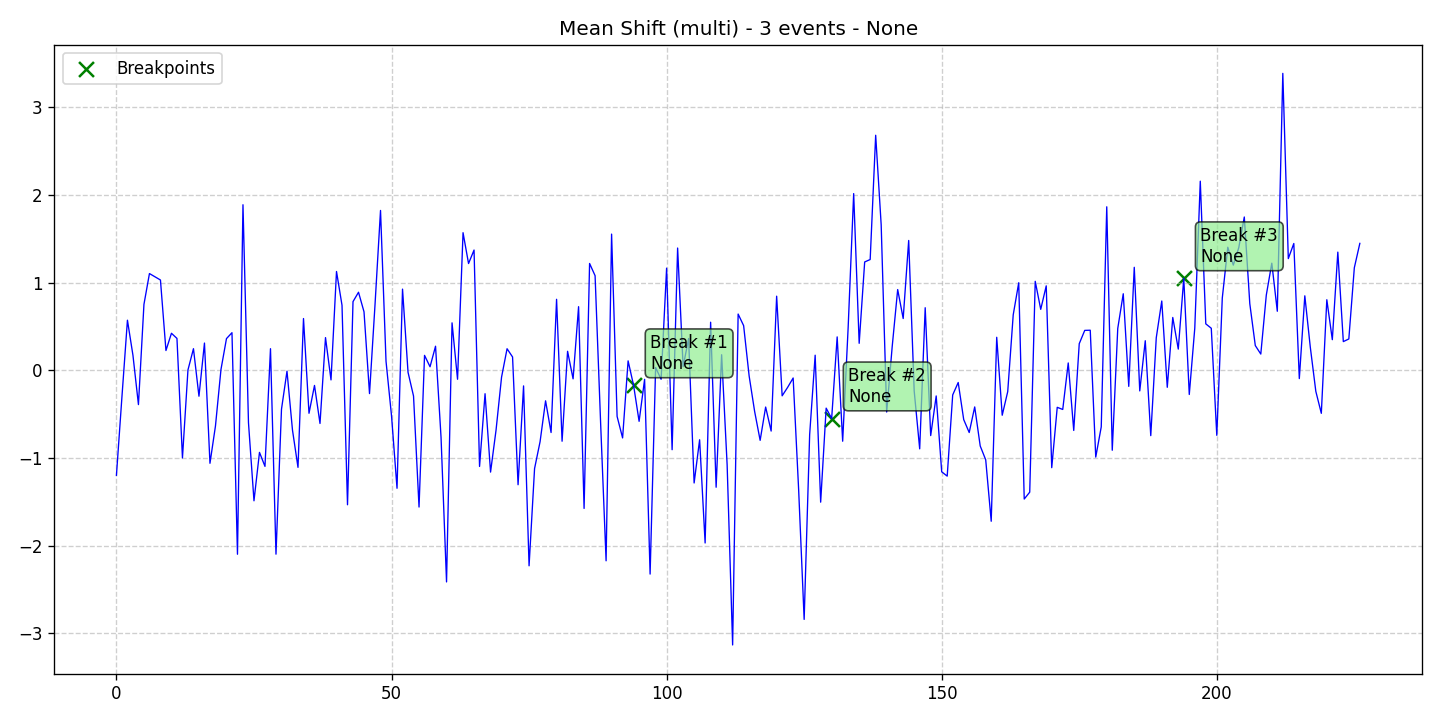 Mean Shift (multi) - 3 events - None
Breakpoints
3
2
1
0
−1
−2
−3
Break #1
None
Break #2
None
Break #3
None
0
50
100
150
200